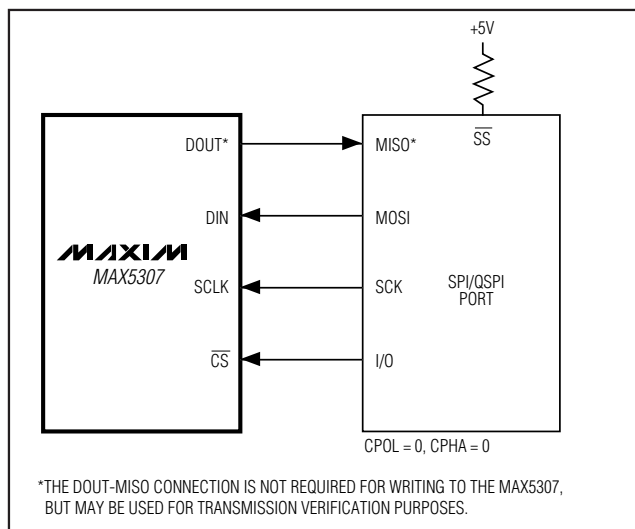 +5V
DOUT*
MISO*
SS
DIN
MOSI
MAXIM
MAX5307
SCLK
SCK
SPI/QSPI
PORT
CS
I/O
CPOL = 0, CPHA = 0
*THE DOUT-MISO CONNECTION IS NOT REQUIRED FOR WRITING TO THE MAX5307,
BUT MAY BE USED FOR TRANSMISSION VERIFICATION PURPOSES.